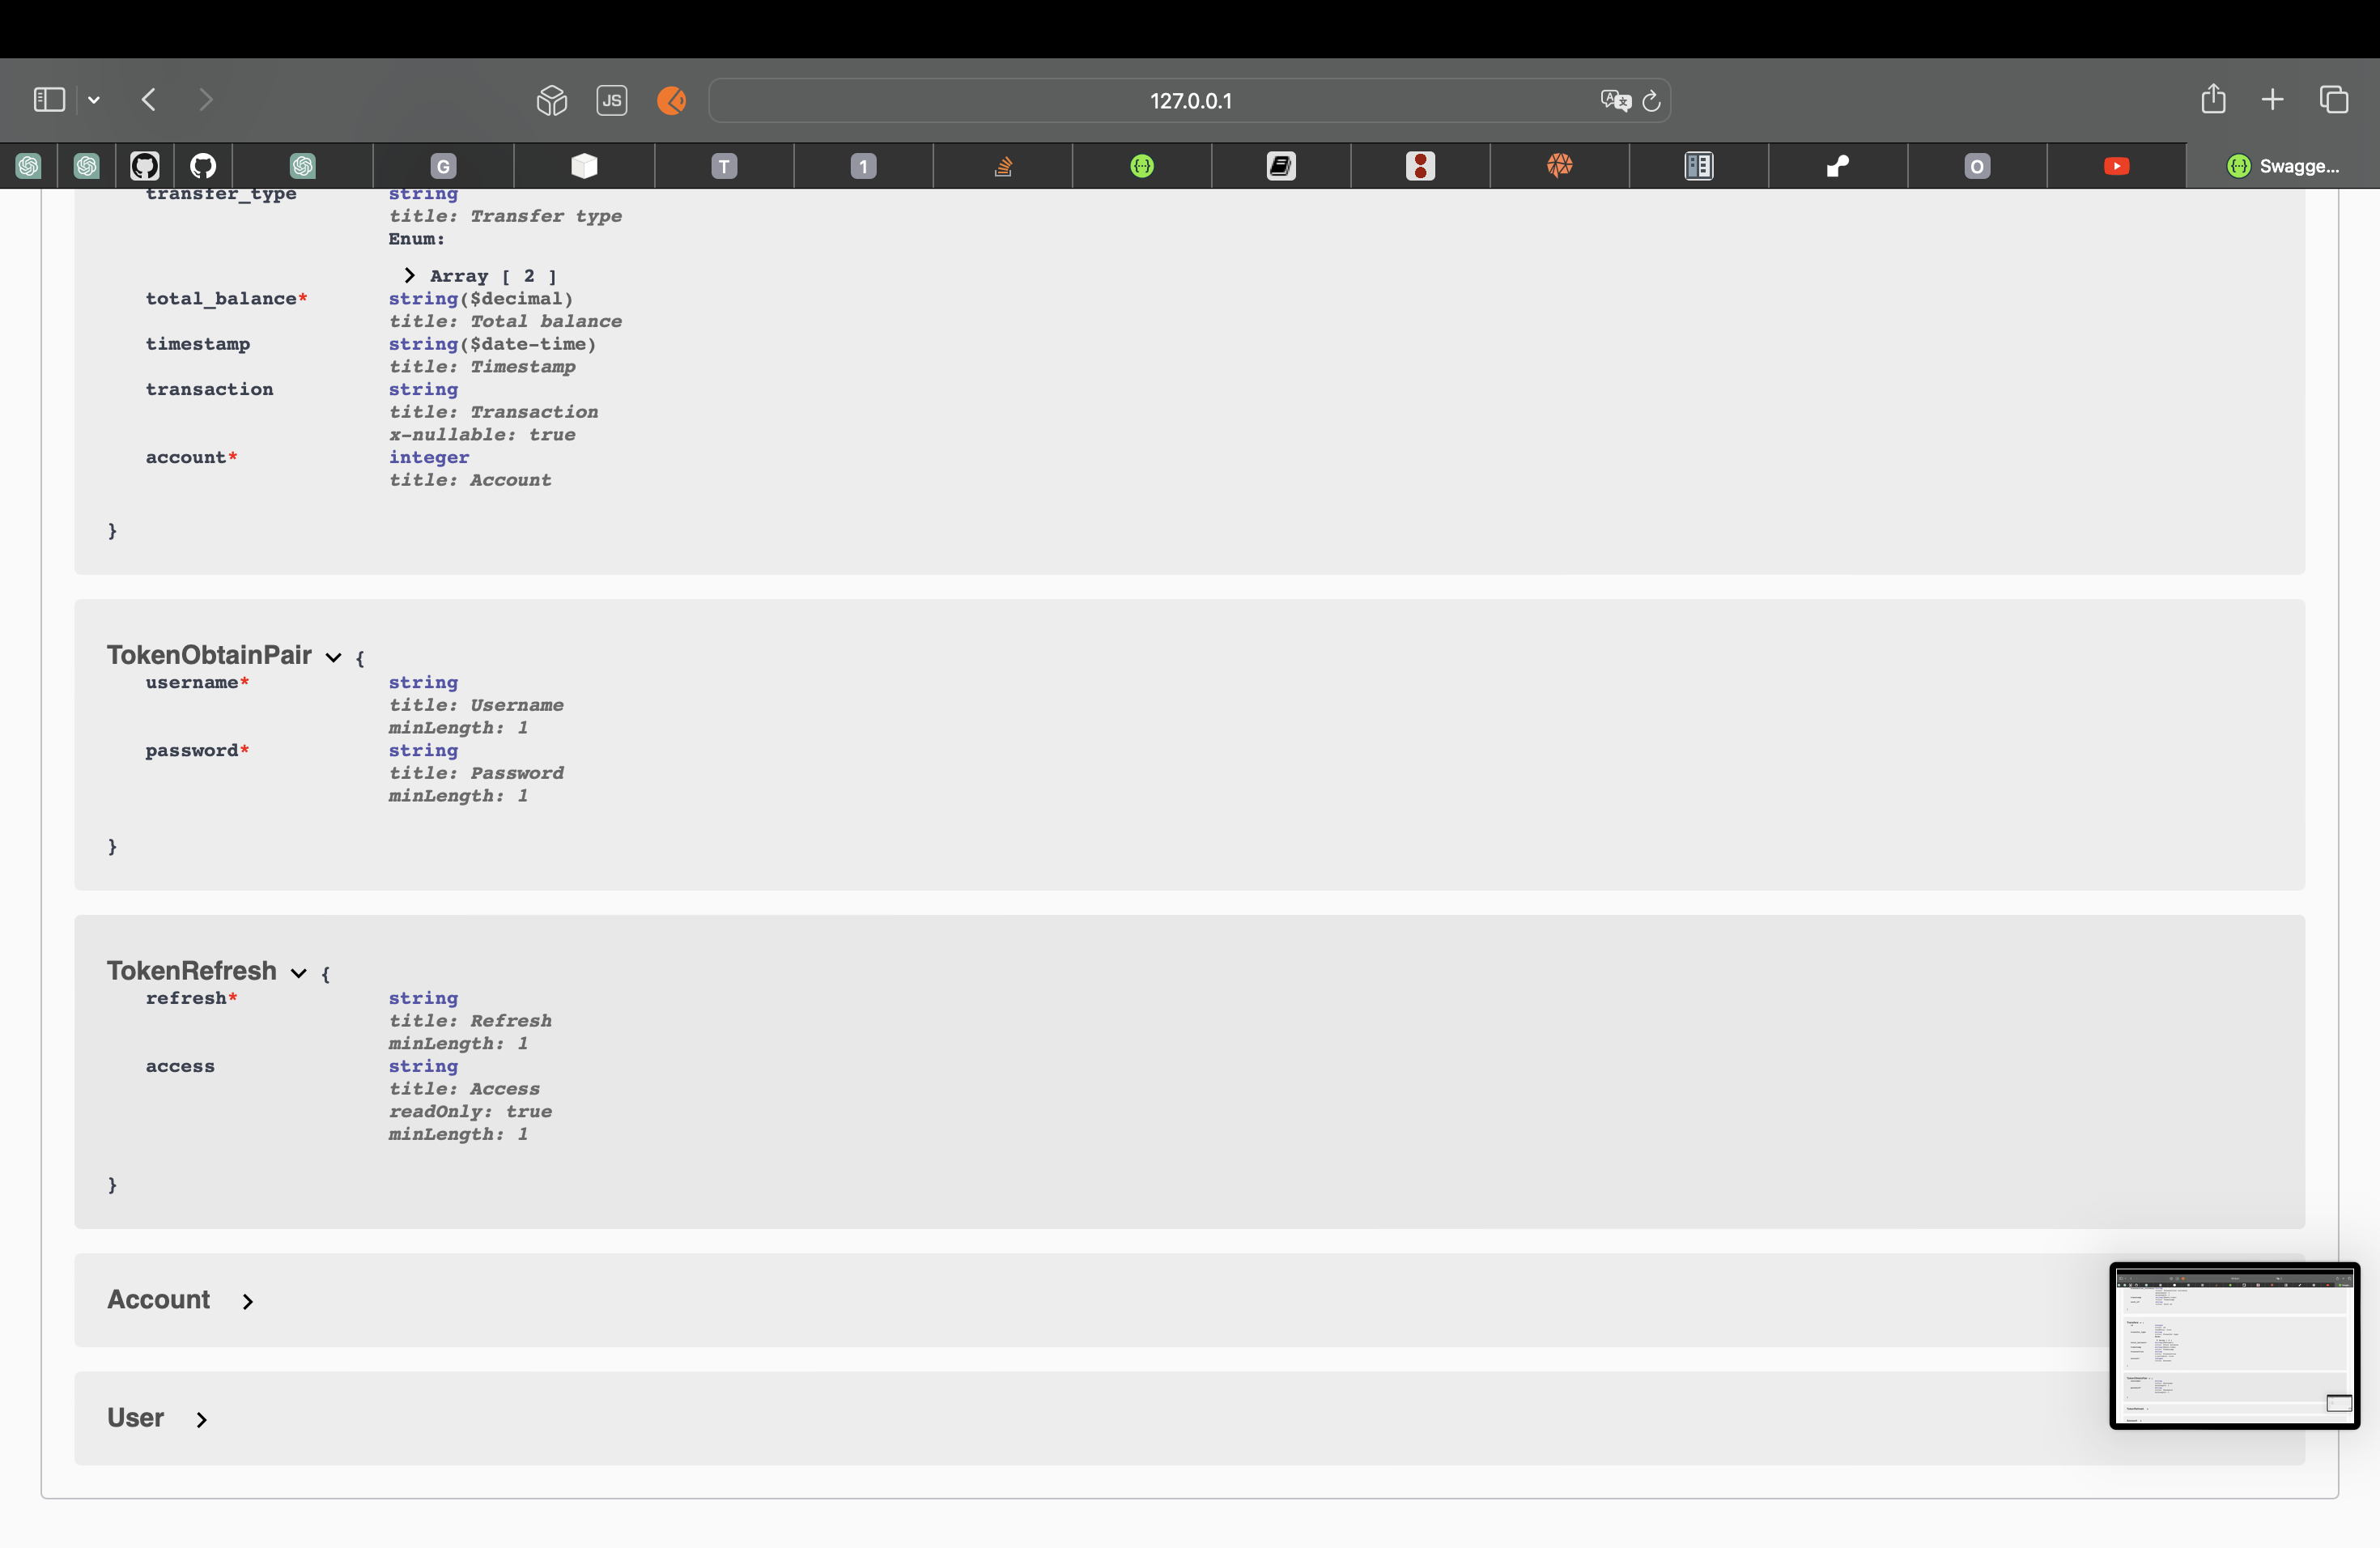 JS
127.0.0.1
G
T
1
O
Swagge...
transfer_type string
title: Transfer type
Enum:
Array [ 2 ]
total_balance* string($decimal)
title: Total balance
timestamp string($date-time)
title: Timestamp
transaction string
title: Transaction
x-nullable: true
account* integer
title: Account
}
TokenObtainPair {
username* string
title: Username
minLength: 1
password* string
title: Password
minLength: 1
}
TokenRefresh {
refresh* string
title: Refresh
minLength: 1
access string
title: Access
readOnly: true
minLength: 1
}
Account
User